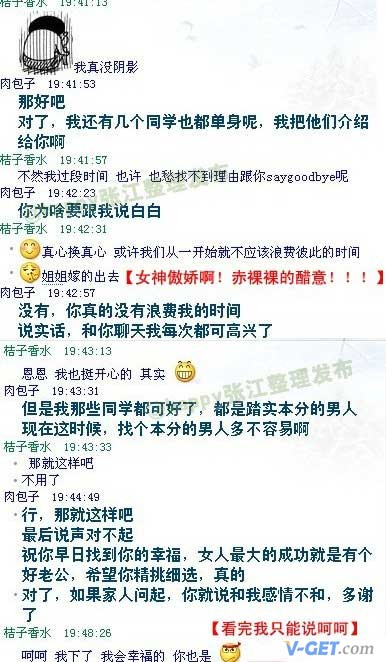 桔子香水 19:41:13
我真没阴影
肉包子 19:41:53
那好吧
对了，我还有几个同学也都单身呢，我把他们介绍
给你啊
桔子香水 19:41:57
不然我过段时间 也许 也愁找不到理由跟你saygoodbye呢
肉包子 19:42:23
你为啥要跟我说白白
桔子香水 19:42:31
真心换真心 或许我们从一开始就不应该浪费彼此的时间
姐姐嫁的出去【女神傲娇啊！赤裸裸的醋意！！！】
肉包子 19:42:57
没有，你真的没有浪费我的时间
说实话，和你聊天我每次都可高兴了
桔子香水 19:43:13
恩恩 我也挺开心的 其实
肉包子 19:43:31
但是我那些同学都可好了，都是踏实本分的男人
现在这时候，找个本分的男人多不容易啊
桔子香水 19:43:33
那就这样吧
不用了
肉包子 19:44:49
行，那就这样吧
最后说声对不起
祝你早日找到你的幸福，女人最大的成功就是有个
好老公，希望你精挑细选，真的
对了，如果家人问起，你就说和我感情不和，多谢
了
【看完我只能说呵呵】
桔子香水 19:48:26
呵呵 我下了 我会幸福的 你也是
V-GET.com